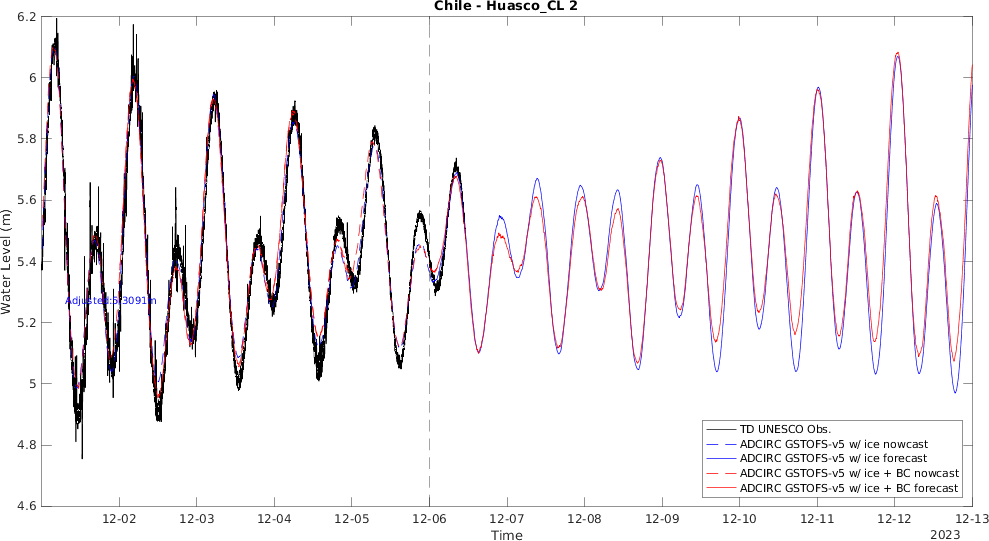 Chile - Huasco_CL 2
6.2
6
5.8
5.6
5.4
5.2
5
4.8
4.6
Water Level (m)
Adjusted:5.3091m
TD UNESCO Obs.
ADCIRC GSTOFS-v5 w/ ice nowcast
ADCIRC GSTOFS-v5 w/ ice forecast
ADCIRC GSTOFS-v5 w/ ice + BC nowcast
ADCIRC GSTOFS-v5 w/ ice + BC forecast
12-02 12-03 12-04 12-05 12-06 12-07 12-08 12-09 12-10 12-11 12-12 12-13
Time
2023